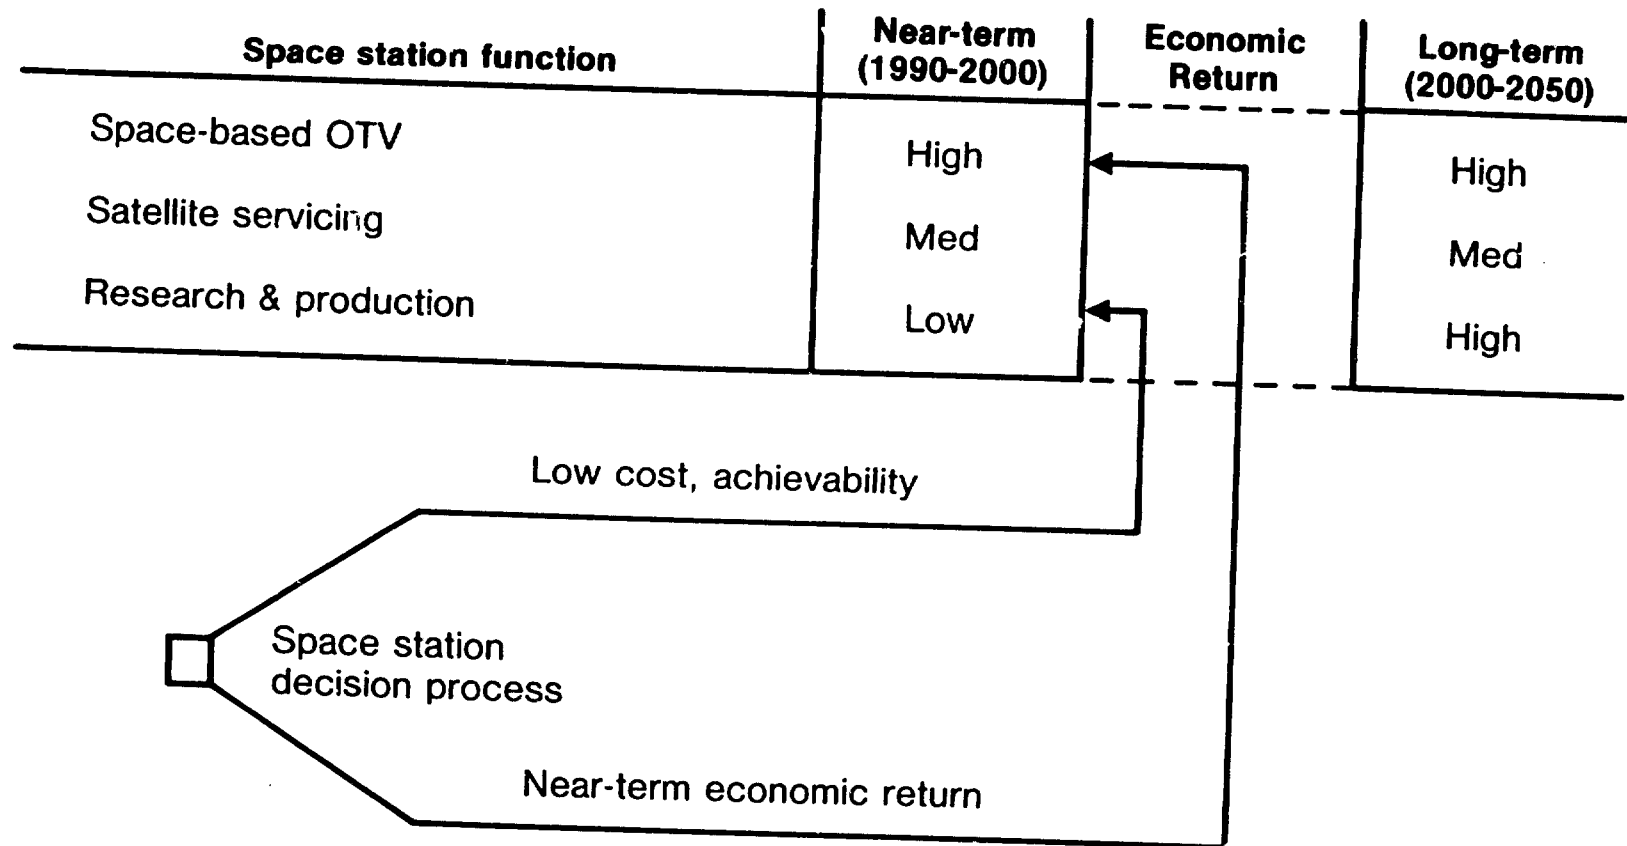 Space station function
Near-term
(1990-2000)
Economic
Return
Long-term
(2000-2050)
Space-based OTV
High
High
Satellite servicing
Med
Med
Research & production
Low
High
Low cost, achievability
Space station
decision process
Near-term economic return